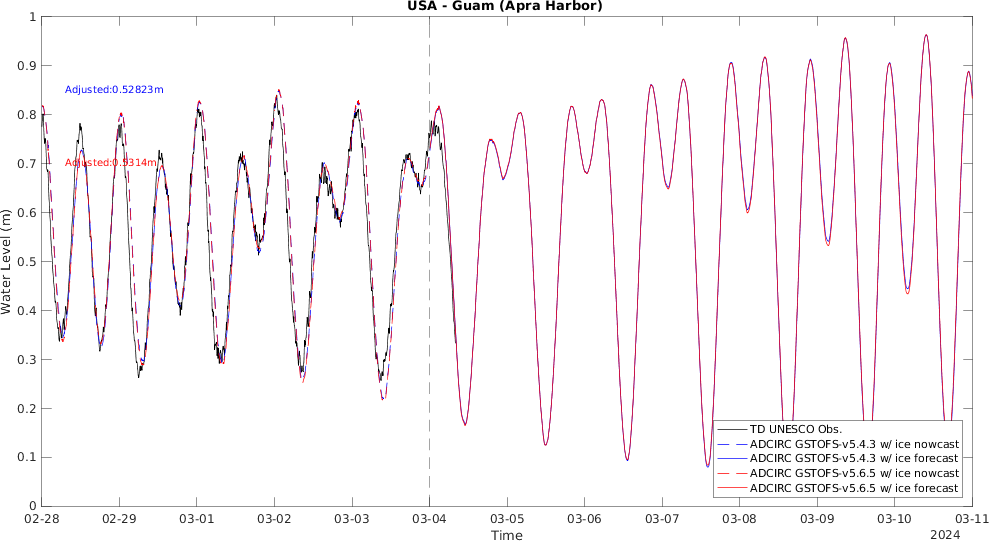 USA - Guam (Apra Harbor)
1
0.9
0.8
0.7
0.6
0.5
0.4
0.3
0.2
0.1
0
Water Level (m)
Adjusted:0.52823m
Adjusted:0.5314m
TD UNESCO Obs.
ADCIRC GSTOFS-v5.4.3 w/ ice nowcast
ADCIRC GSTOFS-v5.4.3 w/ ice forecast
ADCIRC GSTOFS-v5.6.5 w/ ice nowcast
ADCIRC GSTOFS-v5.6.5 w/ ice forecast
02-28 02-29 03-01 03-02 03-03 03-04 03-05 03-06 03-07 03-08 03-09 03-10 03-11
Time
2024